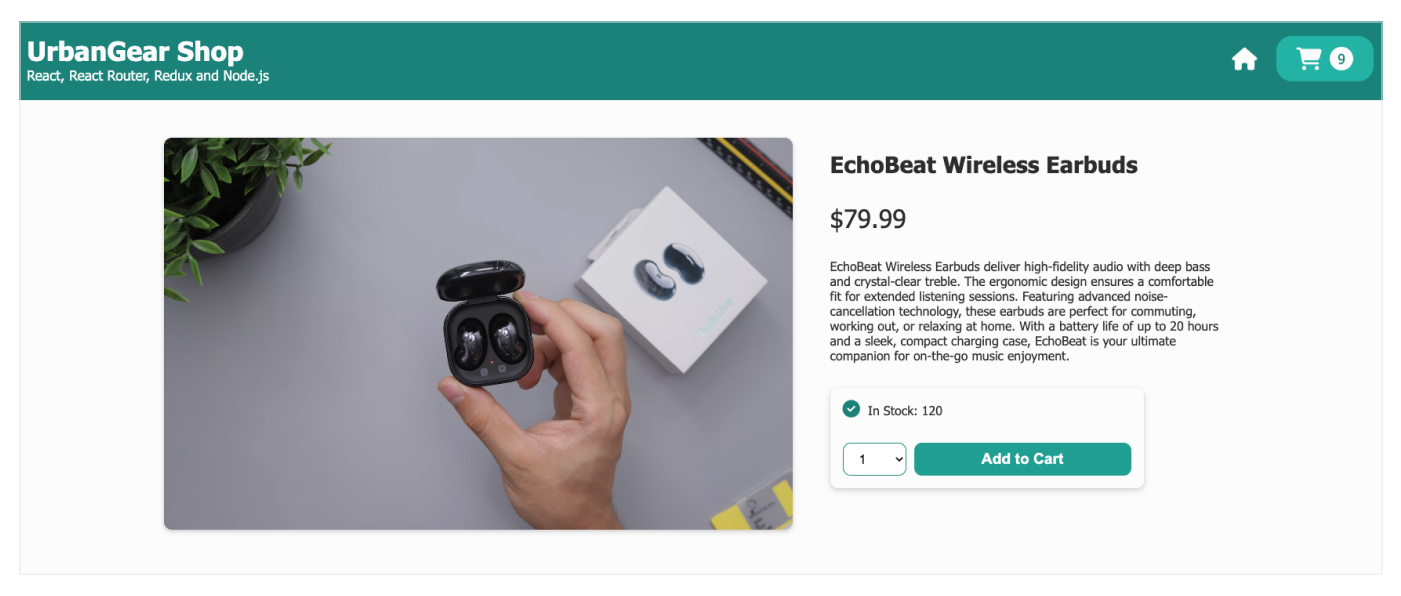 UrbanGear Shop
React, React Router, Redux and Node.js
9
EchoBeat Wireless Earbuds
$79.99
EchoBeat Wireless Earbuds deliver high-fidelity audio with deep bass
and crystal-clear treble. The ergonomic design ensures a comfortable
fit for extended listening sessions. Featuring advanced noise-
cancellation technology, these earbuds are perfect for commuting,
working out, or relaxing at home. With a battery life of up to 20 hours
and a sleek, compact charging case, EchoBeat is your ultimate
companion for on-the-go music enjoyment.
In Stock: 120
1
Add to Cart